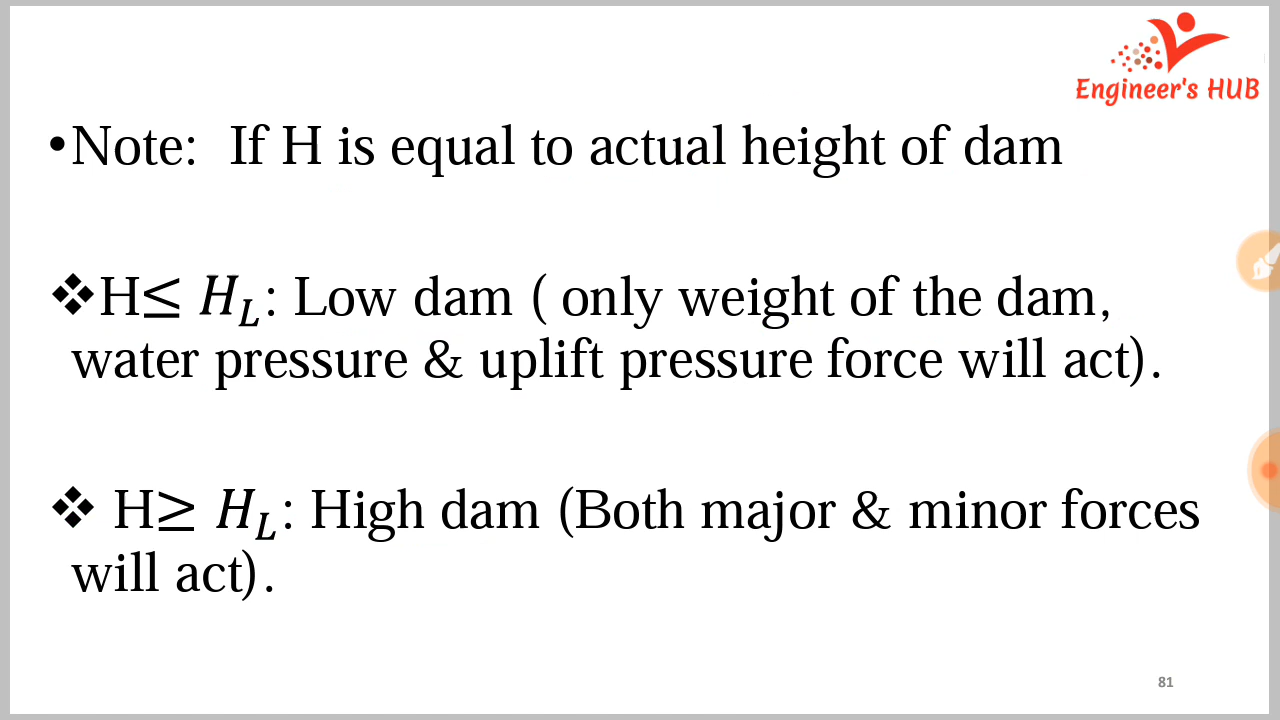 Engineer's HUB
•Note: If H is equal to actual height of dam
❖H≤ 𝐻_𝐿: Low dam ( only weight of the dam,
water pressure & uplift pressure force will act).
❖ H≥ 𝐻_𝐿: High dam (Both major & minor forces
will act).
81